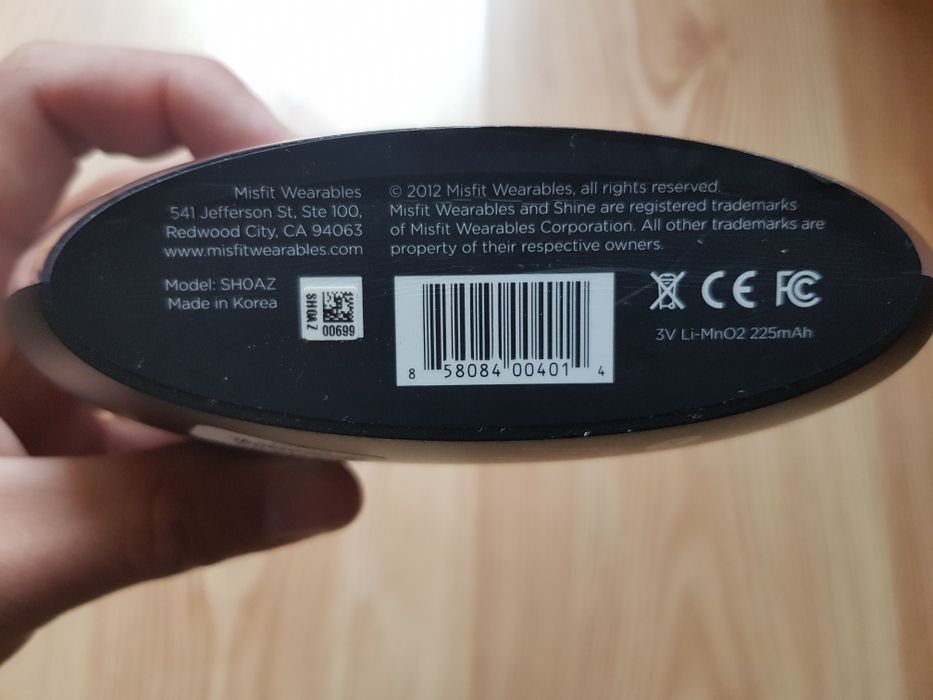 Misfit Wearables
541 Jefferson St, Ste 100,
Redwood City, CA 94063
www.misfitwearables.com
© 2012 Misfit Wearables, all rights reserved.
Misfit Wearables and Shine are registered trademarks
of Misfit Wearables Corporation. All other trademarks are
property of their respective owners.
Model: SH0AZ
Made in Korea
SH0AZ
00699
8 58084 00401 4
CE FC
3V Li-MnO2 225mAh